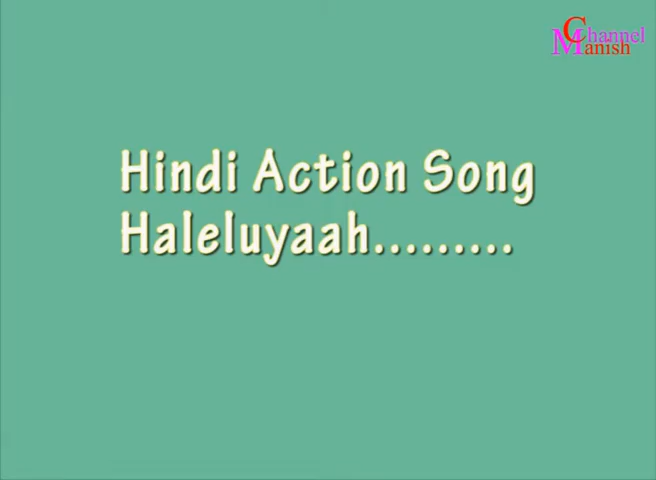 Channel
Manish
Hindi Action Song
Haleluyaah.........